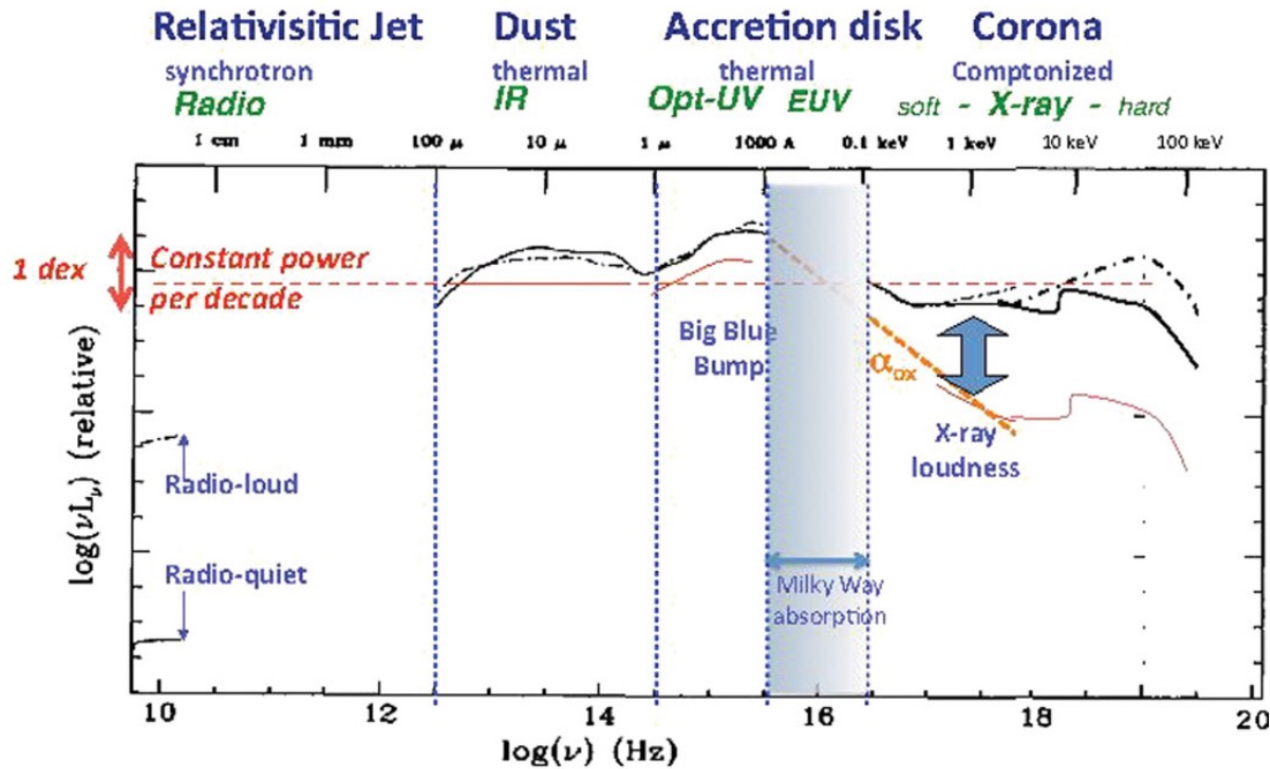 Relativisitic Jet Dust Accretion disk Corona
synchrotron thermal thermal Comptonized
Radio IR Opt-UV EUV soft - X-ray - hard
1 cm 1 mm 100 μ 10 μ 1 μ 1000 A 0.1 keV 1 keV 10 keV 100 keV
1 dex
Constant power
per decade
Big Blue
Bump
αox
X-ray
loudness
Radio-loud
Radio-quiet
Milky Way
absorption
log(νLν) (relative)
10 12 14 16 18 20
log(ν) (Hz)